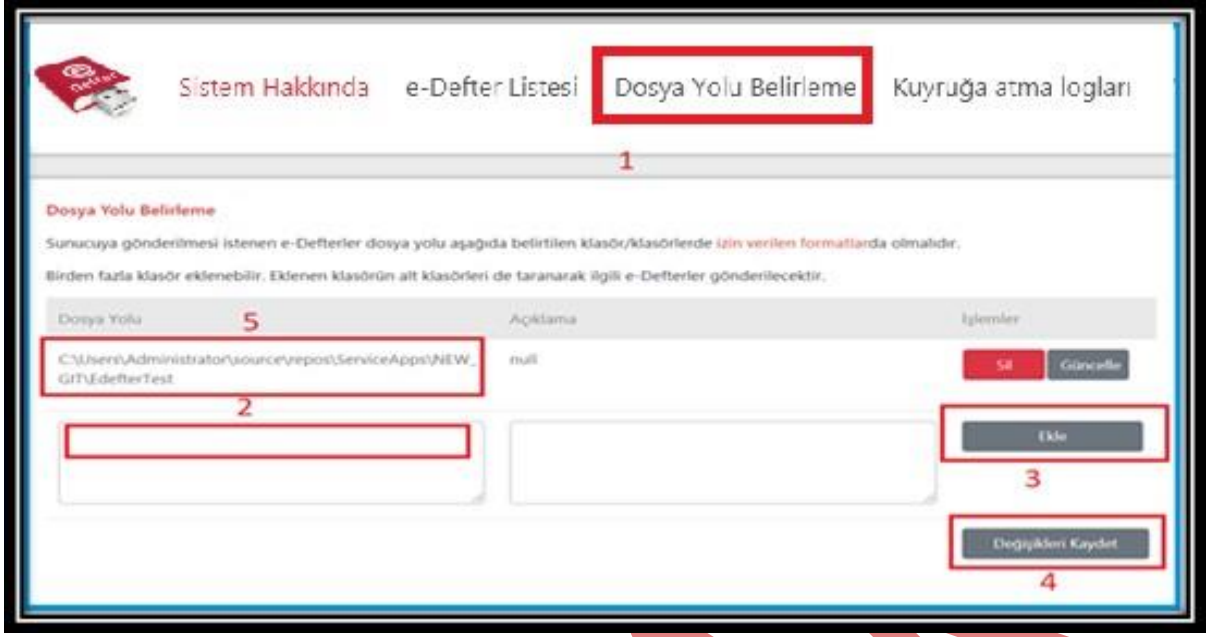 e
Defter
Sistem Hakkında e-Defter Listesi Dosya Yolu Belirleme Kuyruğa atma logları
1
Dosya Yolu Belirleme
Sunucuya gönderilmesi istenen e-Defterler dosya yolu aşağıda belirtilen klasör/klasörlerde izin verilen formatlarda olmalıdır.
Birden fazla klasör eklenebilir. Eklenen klasörün alt klasörleri de taranarak ilgili e-Defterler gönderilecektir.
Dosya Yolu 5 Açıklama İşlemler
C:\Users\Administrator\source\repos\ServiceApps\NEW_ null Sil Güncelle
GIT\EdefterTest
2
Ekle
3
Değişikleri Kaydet
4